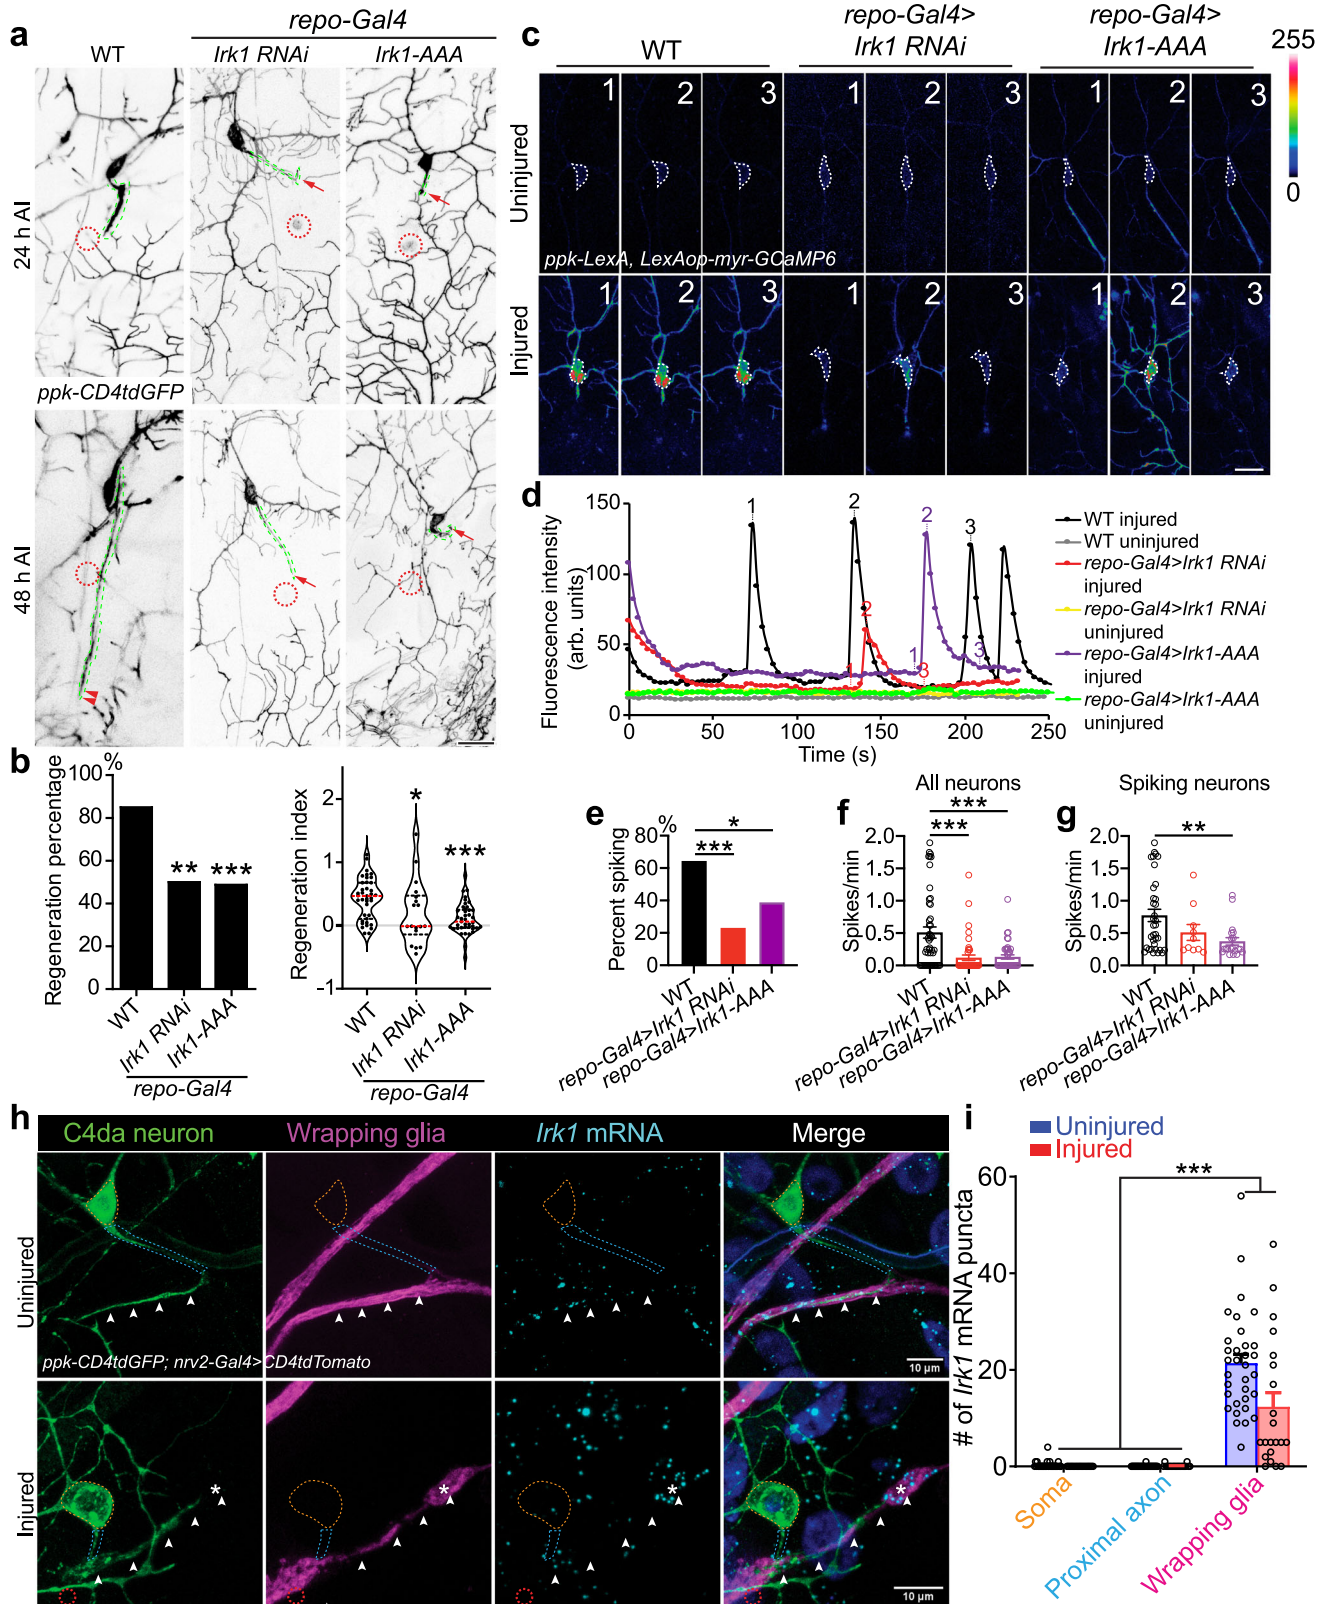 a
repo-Gal4
WT
Irk1 RNAi
Irk1-AAA
24 h AI
ppk-CD4tdGFP
48 h AI
b
%
Regeneration percentage
100
80
60
40
20
0
** ***
WT
Irk1 RNAi
Irk1-AAA
repo-Gal4
Regeneration index
2
1
0
-1
*
***
WT
Irk1 RNAi
Irk1-AAA
repo-Gal4
c
WT
repo-Gal4>
Irk1 RNAi
repo-Gal4>
Irk1-AAA
255
0
Uninjured
1 2 3 1 2 3 1 2 3
ppk-LexA, LexAop-myr-GCaMP6
Injured
1 2 3 1 2 3 1 2 3
d
Fluorescence intensity
(arb. units)
150
100
50
0
1 2 2 3
2
1 1 3 3
0 50 100 150 200 250
Time (s)
WT injured
WT uninjured
repo-Gal4>Irk1 RNAi
injured
repo-Gal4>Irk1 RNAi
uninjured
repo-Gal4>Irk1-AAA
injured
repo-Gal4>Irk1-AAA
uninjured
e
%
Percent spiking
80
60
40
20
0
*
***
WT
repo-Gal4>Irk1 RNAi
repo-Gal4>Irk1-AAA
f
All neurons
Spikes/min
2.0
1.5
1.0
0.5
0.0
***
***
WT
repo-Gal4>Irk1 RNAi
repo-Gal4>Irk1-AAA
g
Spiking neurons
Spikes/min
2.0
1.5
1.0
0.5
0.0
**
WT
repo-Gal4>Irk1 RNAi
repo-Gal4>Irk1-AAA
h
C4da neuron
Wrapping glia
Irk1 mRNA
Merge
Uninjured
ppk-CD4tdGFP; nrv2-Gal4>CD4tdTomato
10 µm
Injured
* * * *
10 µm
i
Uninjured
Injured
# of Irk1 mRNA puncta
60
40
20
0
***
Soma
Proximal axon
Wrapping glia